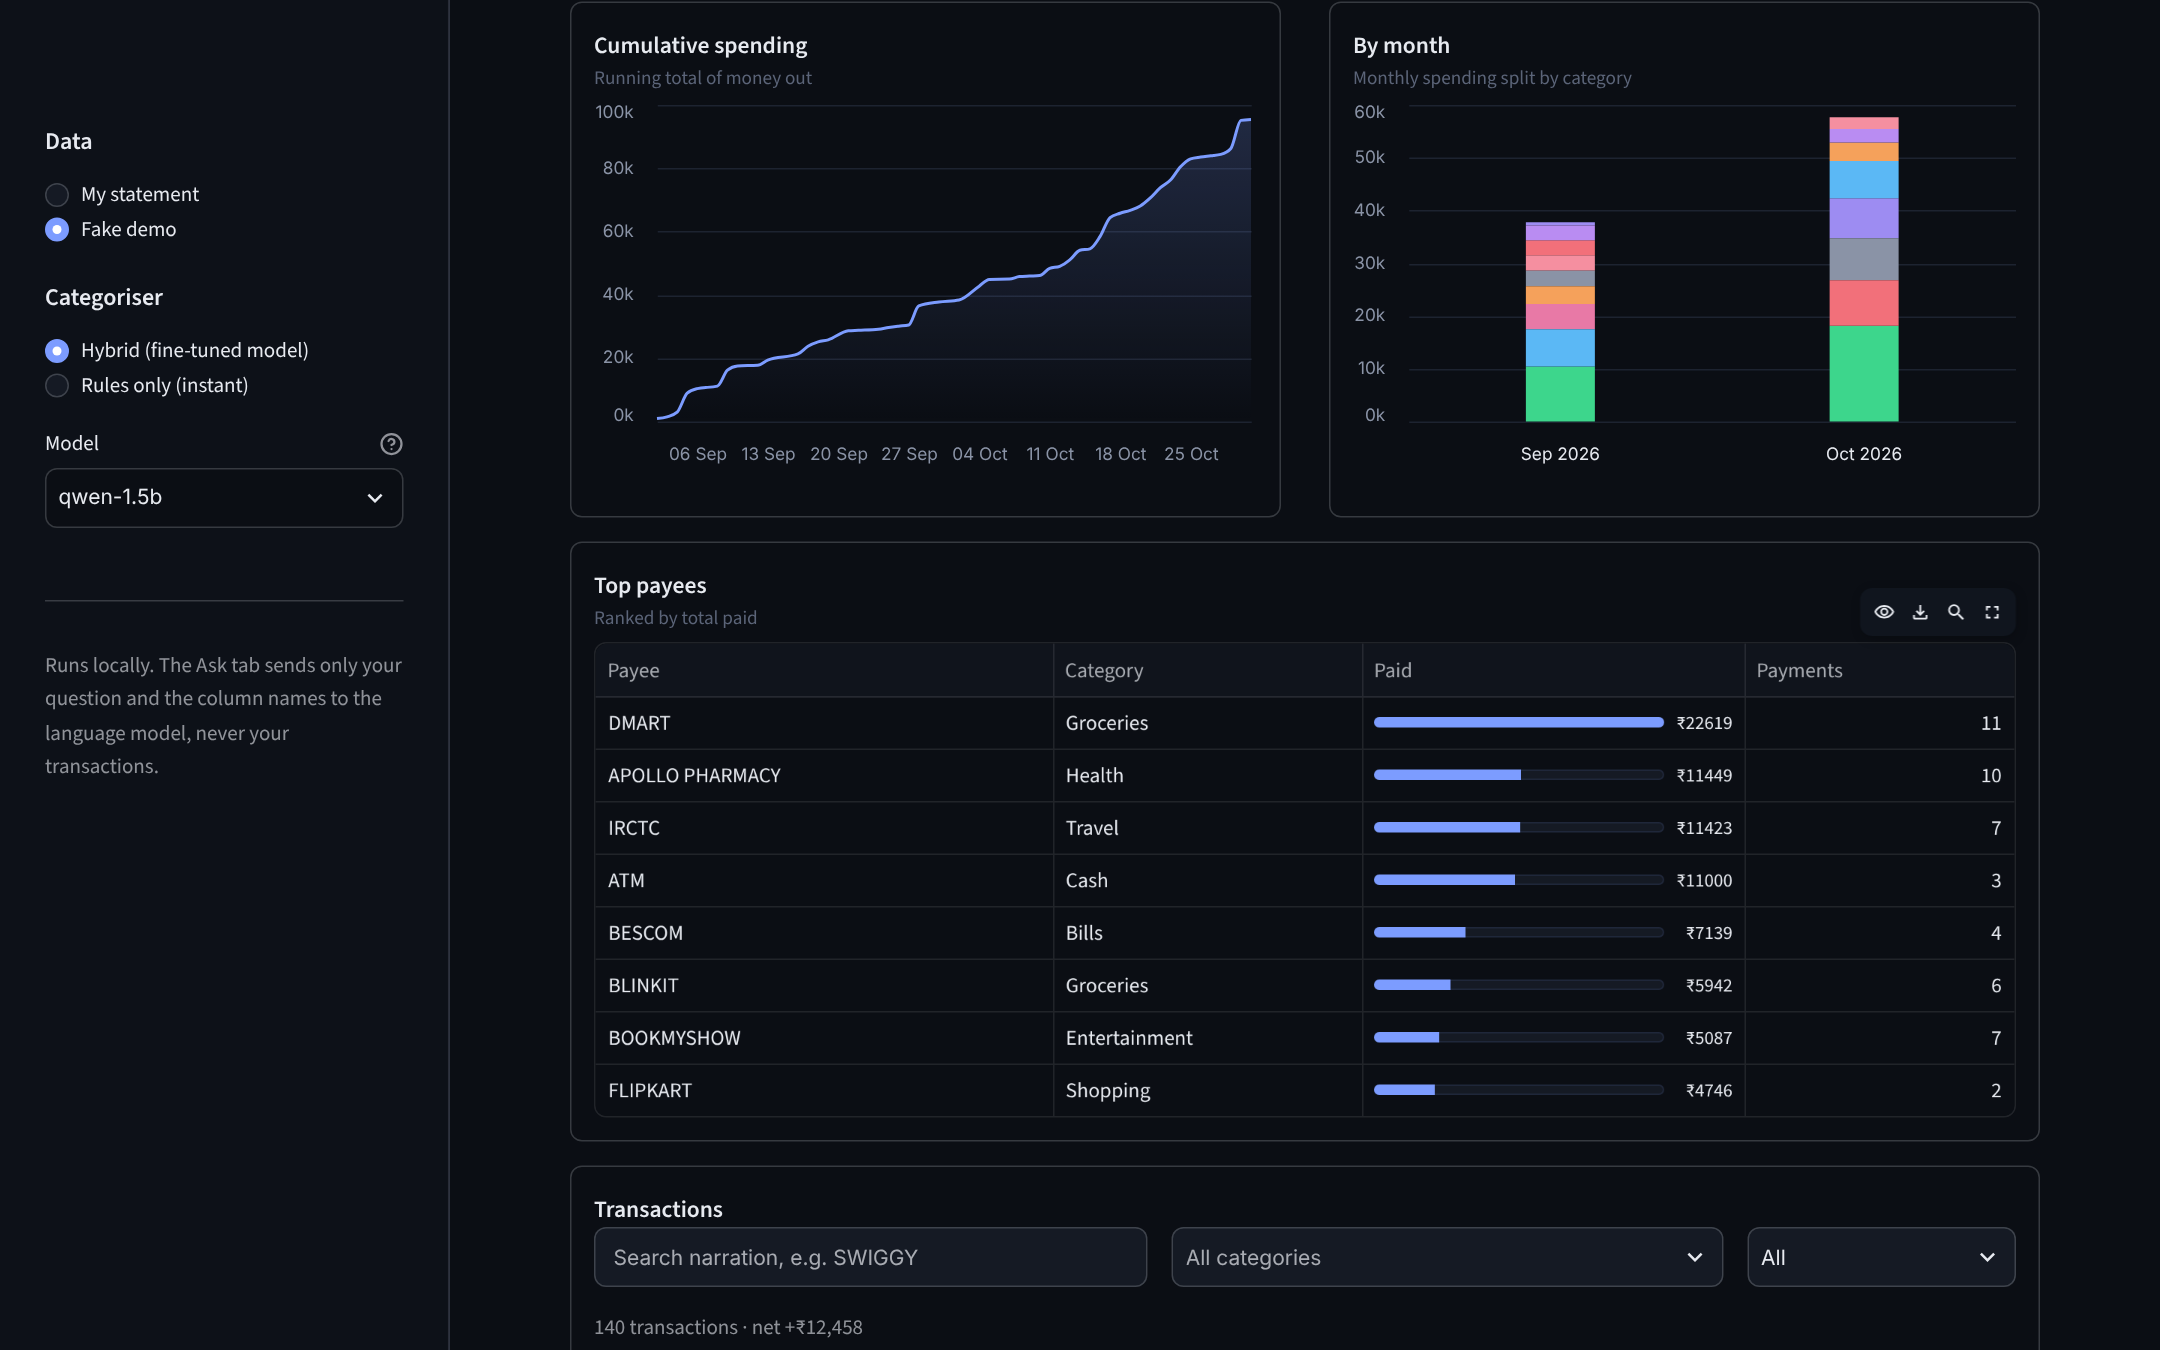 Data
My statement
Fake demo
Categoriser
Hybrid (fine-tuned model)
Rules only (instant)
Model
qwen-1.5b
Runs locally. The Ask tab sends only your
question and the column names to the
language model, never your
transactions.
Cumulative spending
Running total of money out
100k
80k
60k
40k
20k
0k
06 Sep 13 Sep 20 Sep 27 Sep 04 Oct 11 Oct 18 Oct 25 Oct
By month
Monthly spending split by category
60k
50k
40k
30k
20k
10k
0k
Sep 2026 Oct 2026
Top payees
Ranked by total paid
Payee Category Paid Payments
DMART Groceries ₹22619 11
APOLLO PHARMACY Health ₹11449 10
IRCTC Travel ₹11423 7
ATM Cash ₹11000 3
BESCOM Bills ₹7139 4
BLINKIT Groceries ₹5942 6
BOOKMYSHOW Entertainment ₹5087 7
FLIPKART Shopping ₹4746 2
Transactions
Search narration, e.g. SWIGGY All categories All
140 transactions · net +₹12,458